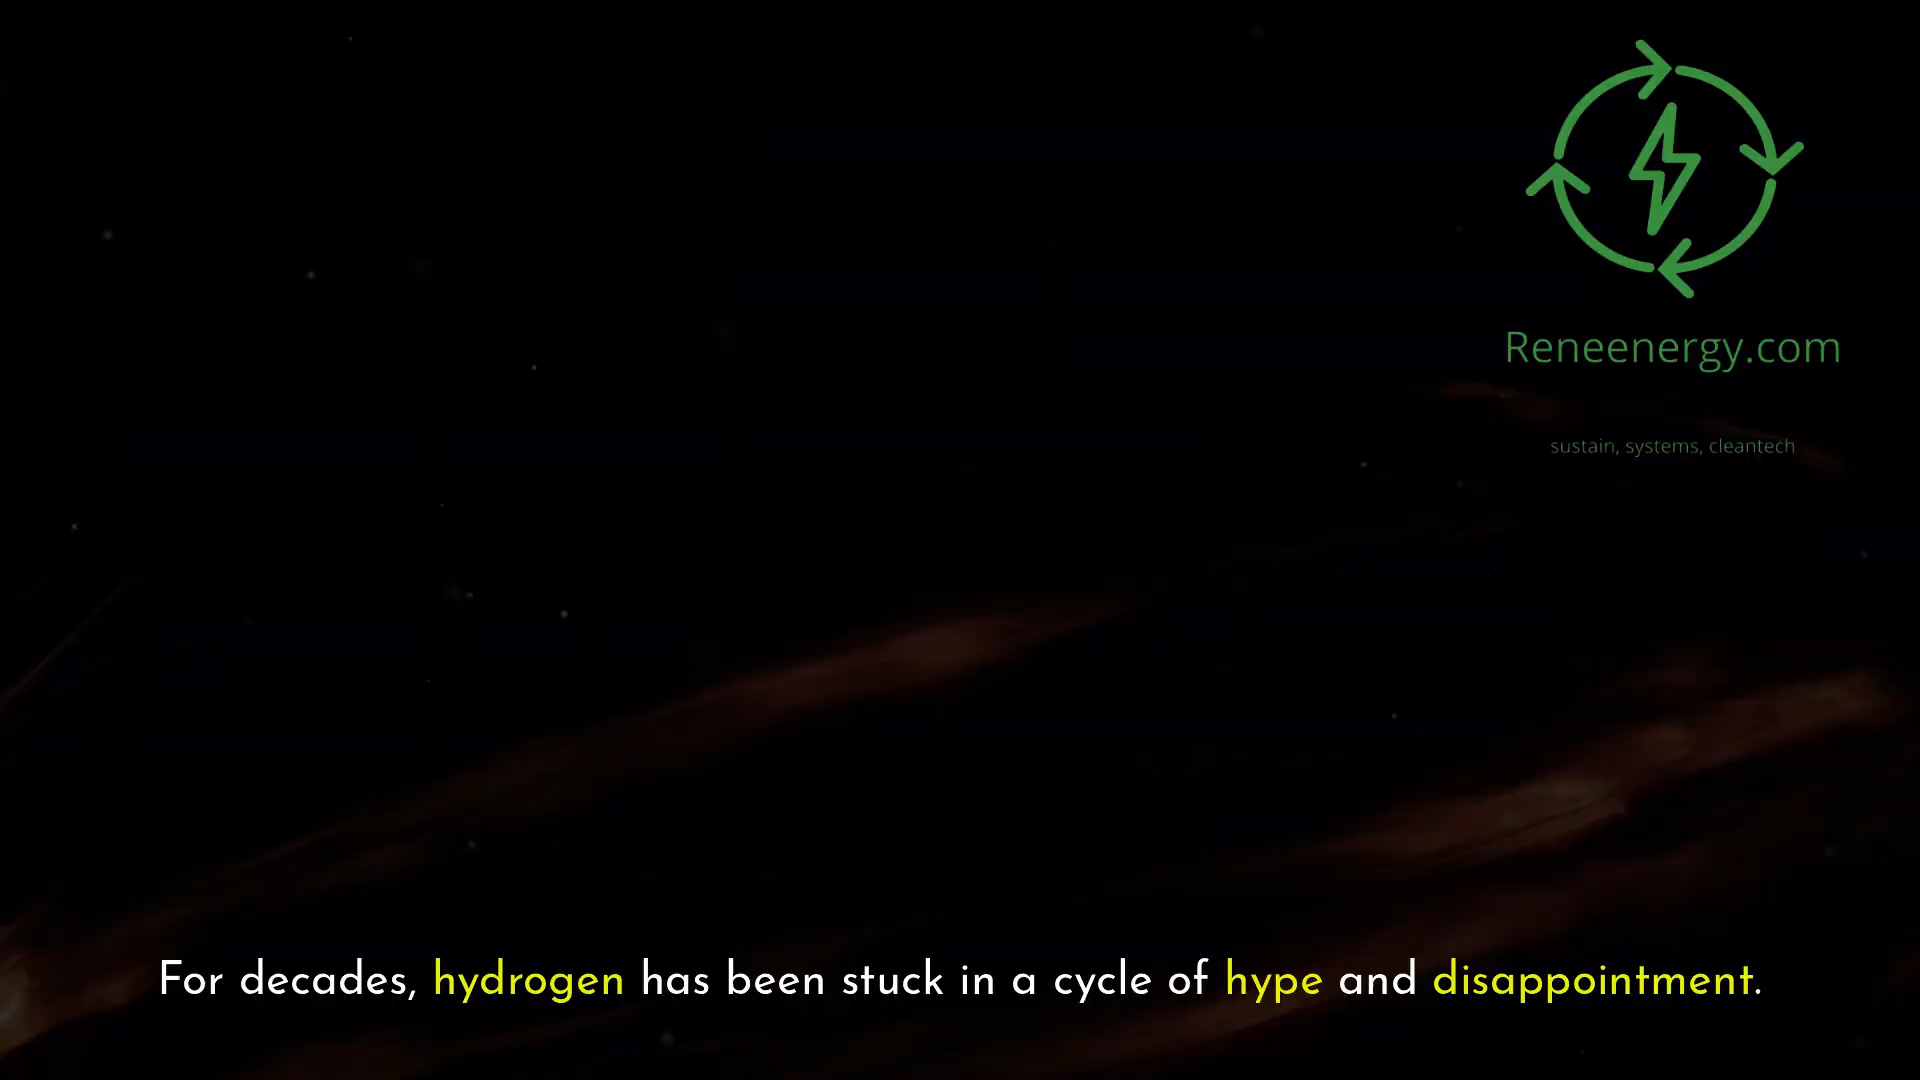 Reneenergy.com
sustain, systems, cleantech
For decades, hydrogen has been stuck in a cycle of hype and disappointment.